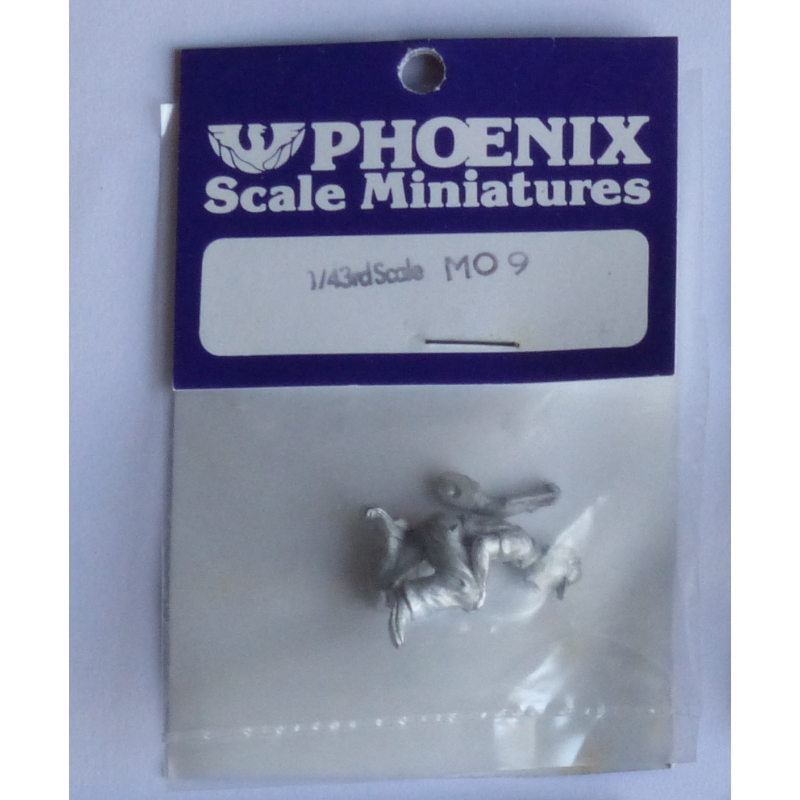 PHOENIX
Scale Miniatures
1/43rd Scale MO 9